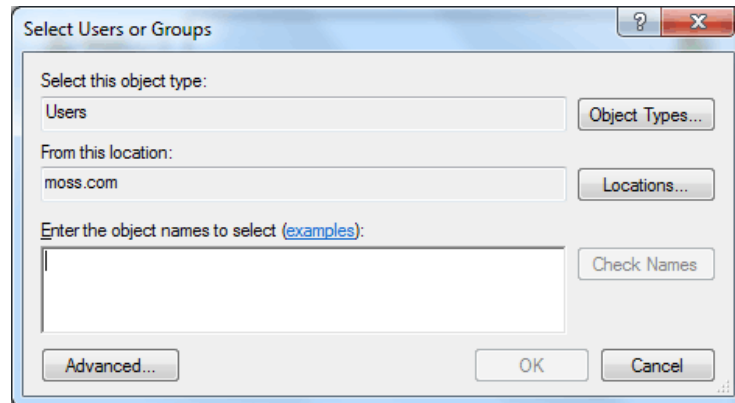 Select Users or Groups
Select this object type:
Users
Object Types...
From this location:
moss.com
Locations...
Enter the object names to select (examples):
Check Names
Advanced...
OK
Cancel